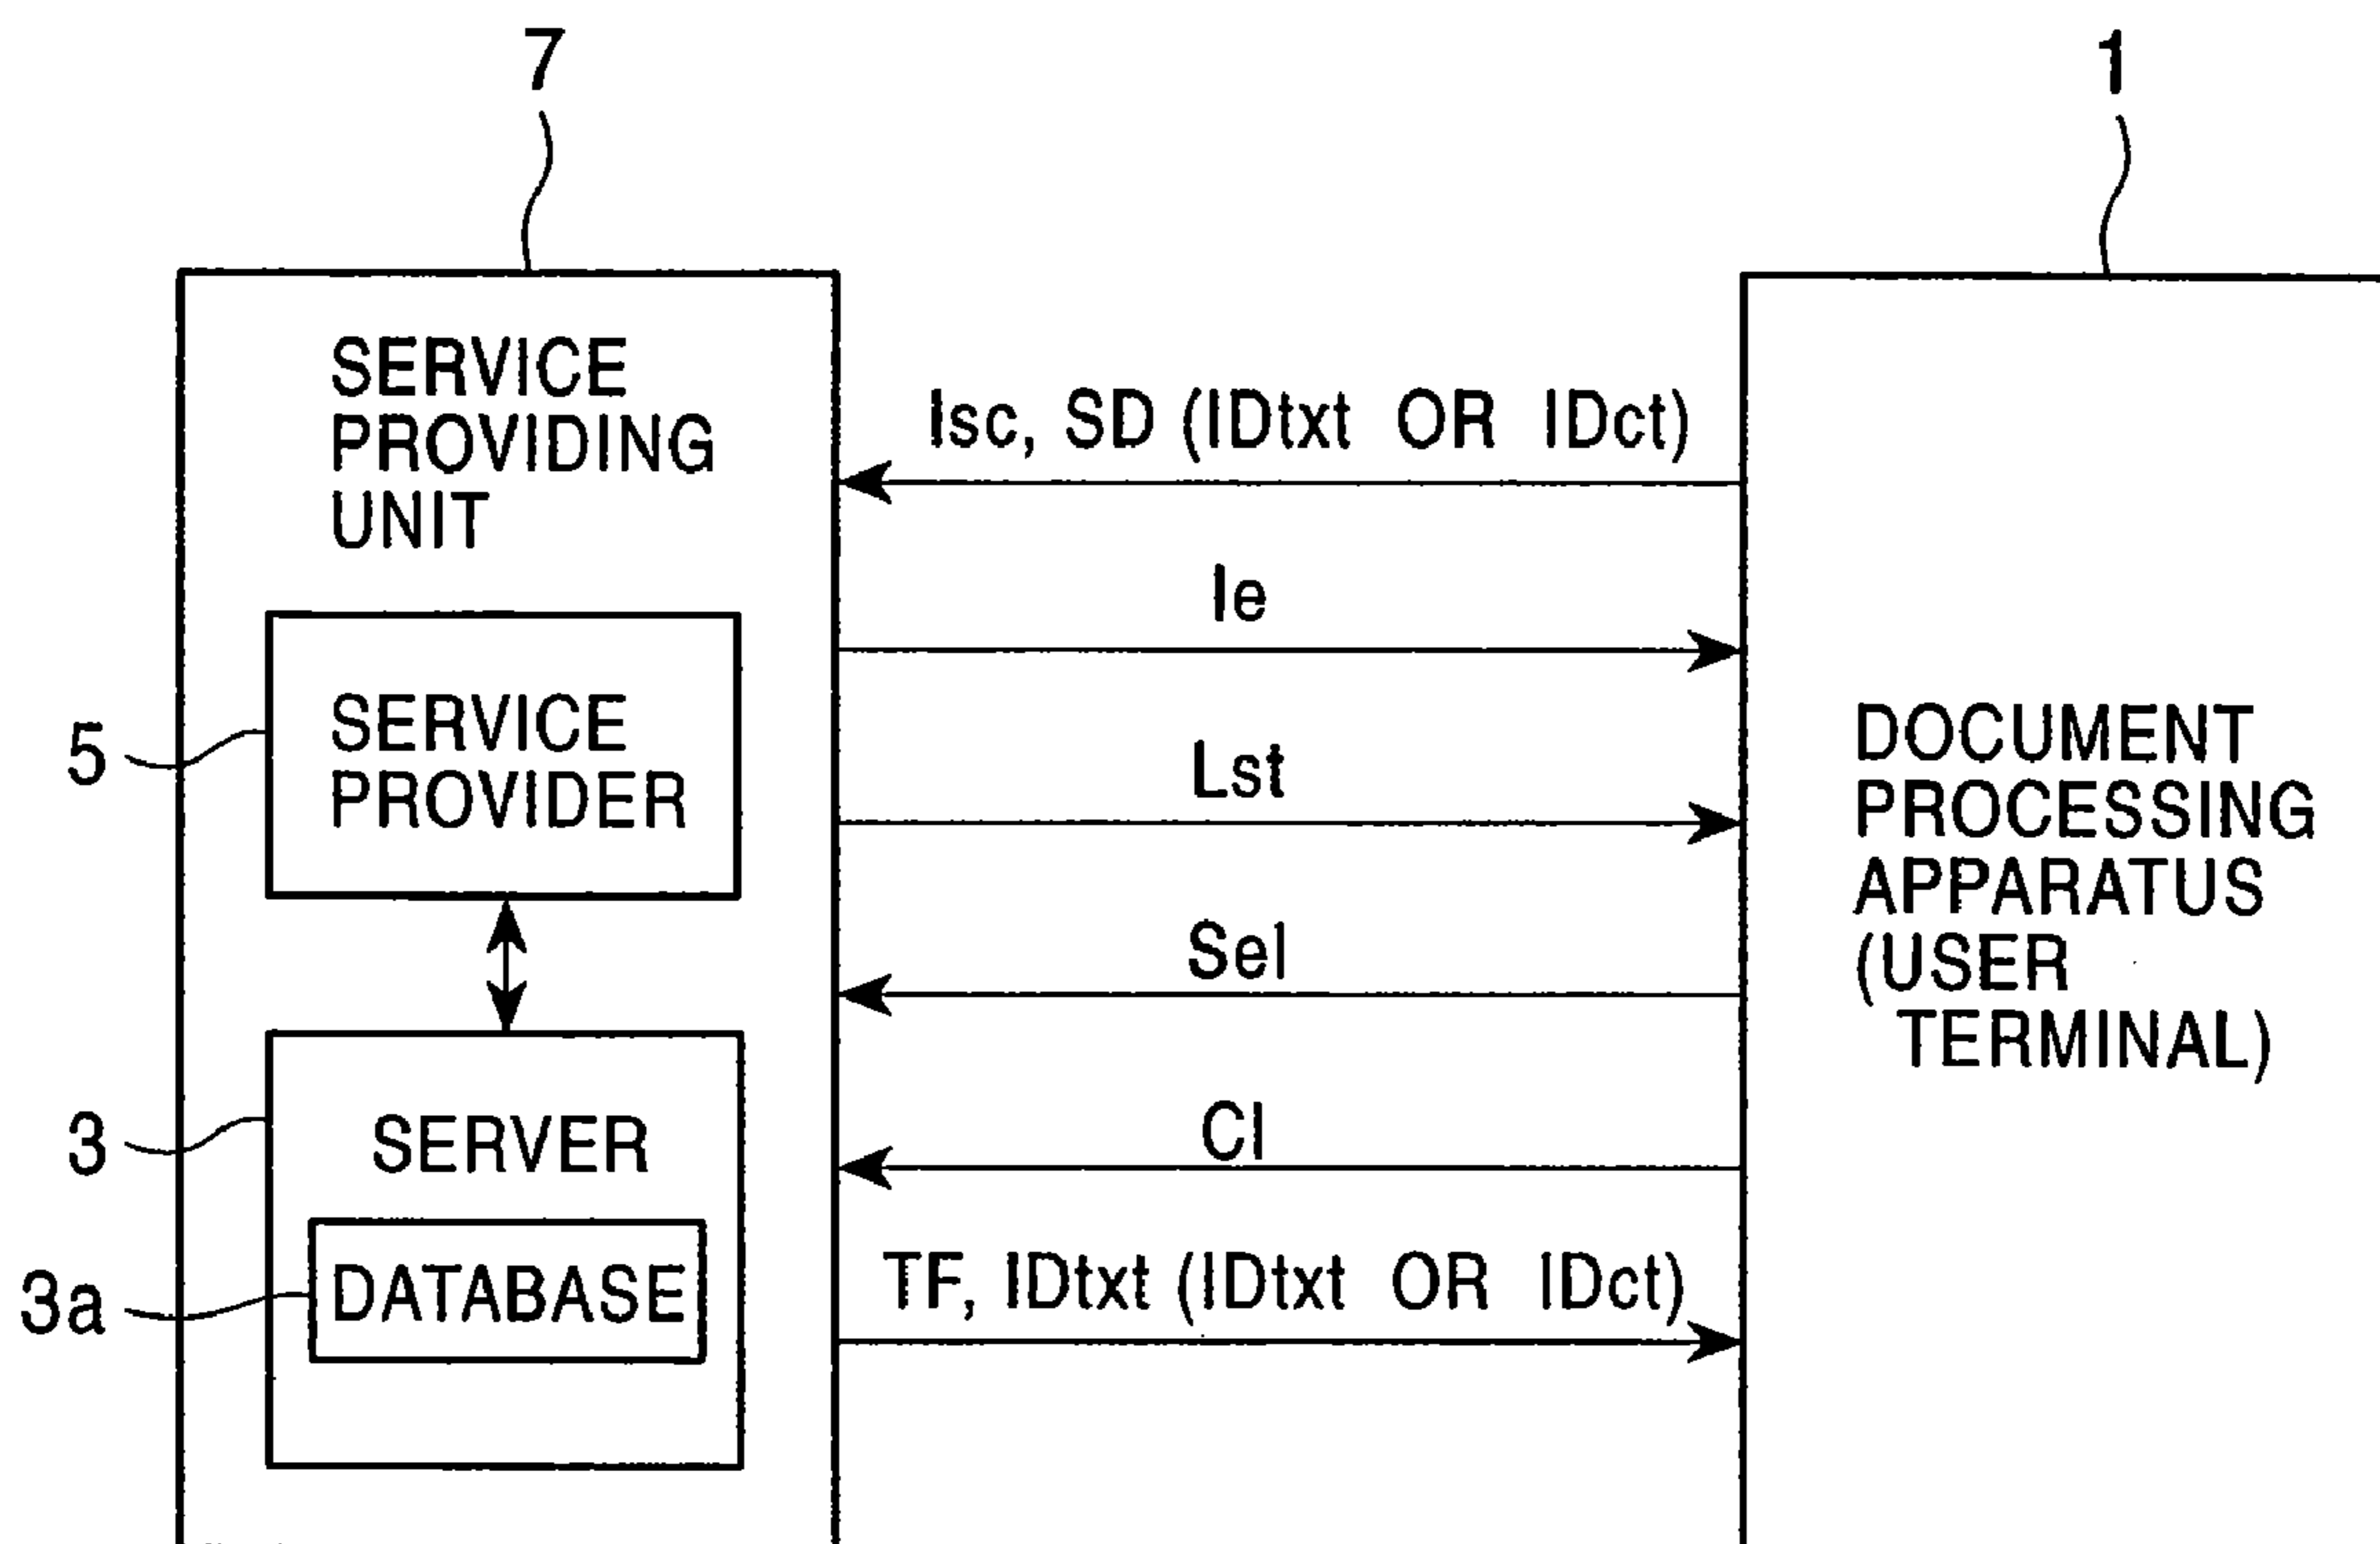 7
1
SERVICE
PROVIDING
UNIT
Isc, SD (IDtxt OR IDct)
Ie
5
SERVICE
PROVIDER
Lst
DOCUMENT
PROCESSING
APPARATUS
(USER
TERMINAL)
Sel
3
SERVER
CI
3a
DATABASE
TF, IDtxt (IDtxt OR IDct)